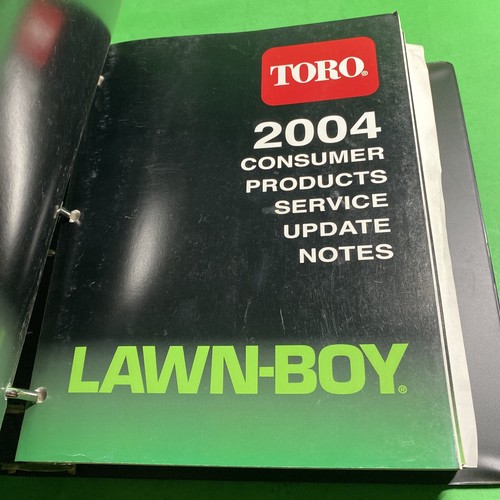 TORO®
2004
CONSUMER
PRODUCTS
SERVICE
UPDATE
NOTES
LAWN-BOY®